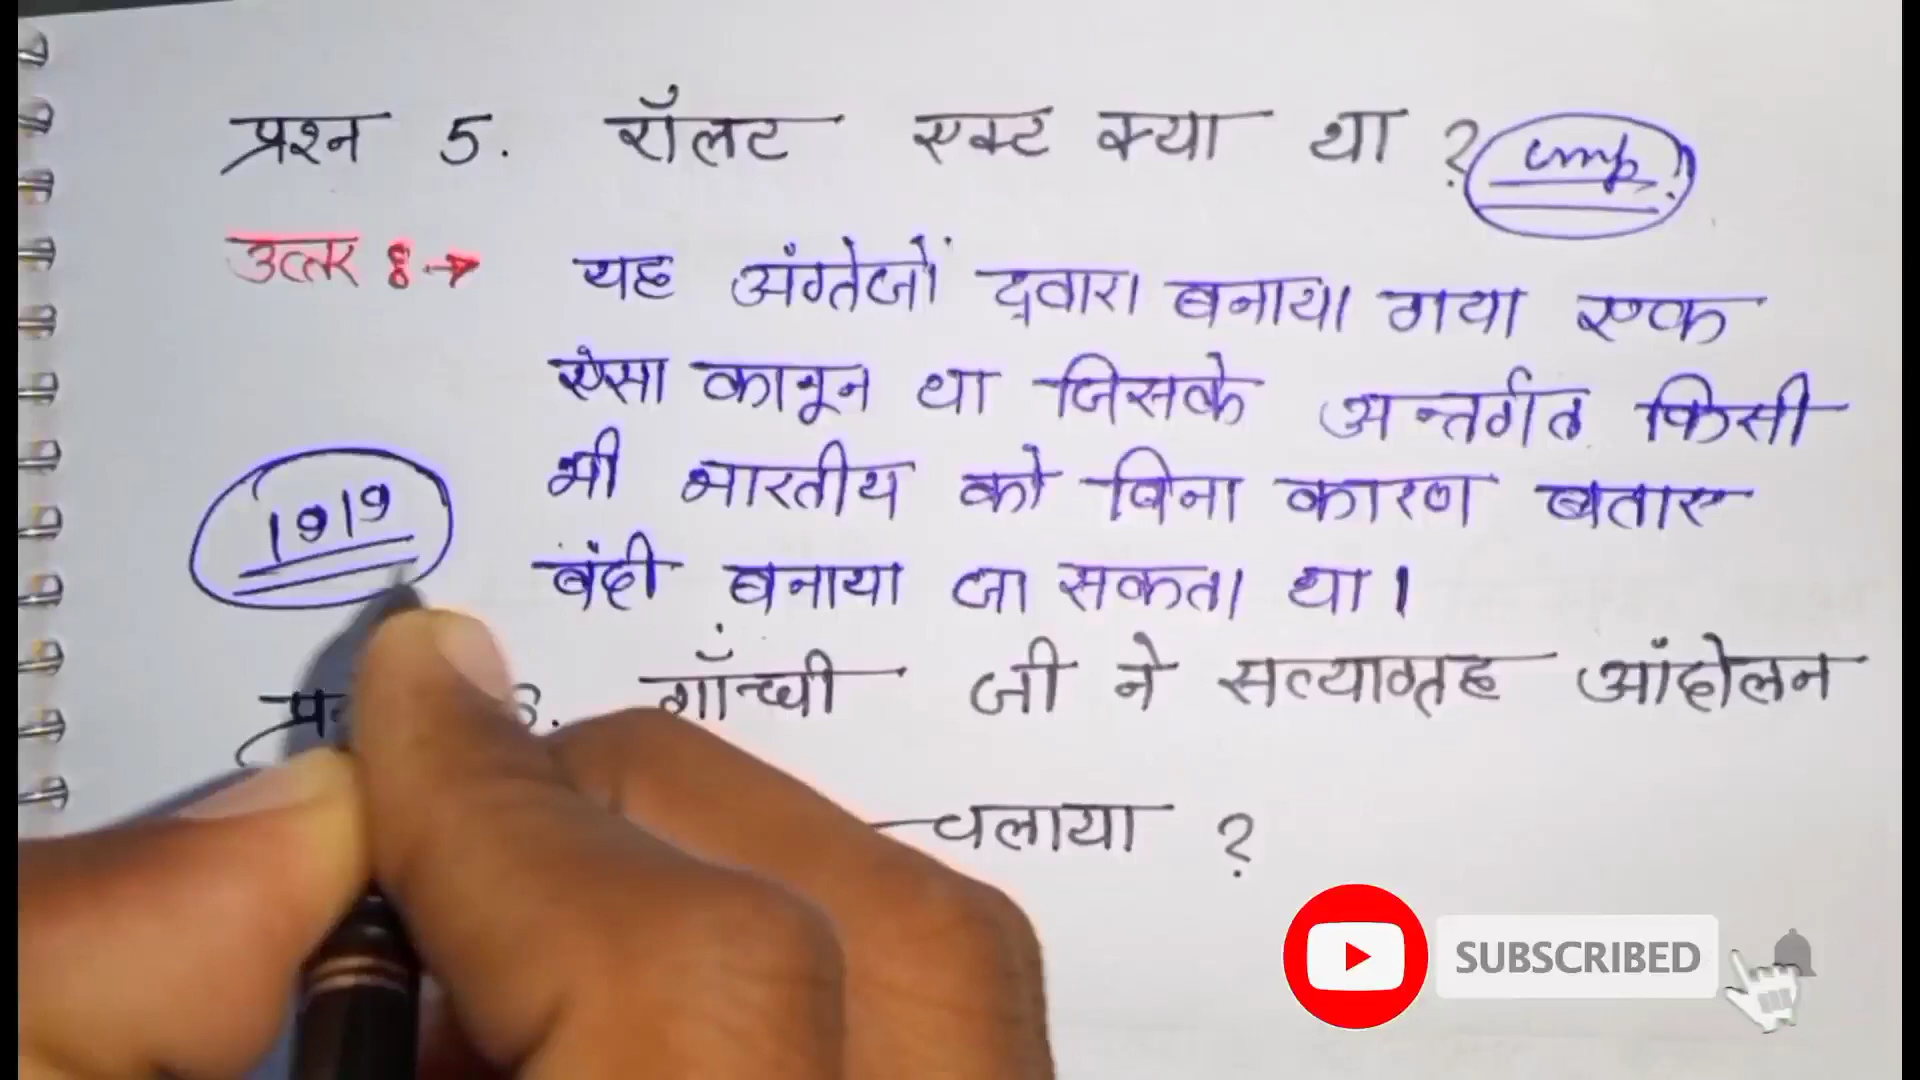 प्रश्न 5. रॉलट एक्ट क्या था ? Imp!
उत्तर :→ यह अंग्रेजों द्वारा बनाया गया एक
ऐसा कानून था जिसके अन्तर्गत किसी
भी भारतीय को बिना कारण बताए
1919
बंदी बनाया जा सकता था।
6. गाँन्धी जी ने सत्याग्रह आंदोलन
चलाया ?
SUBSCRIBED